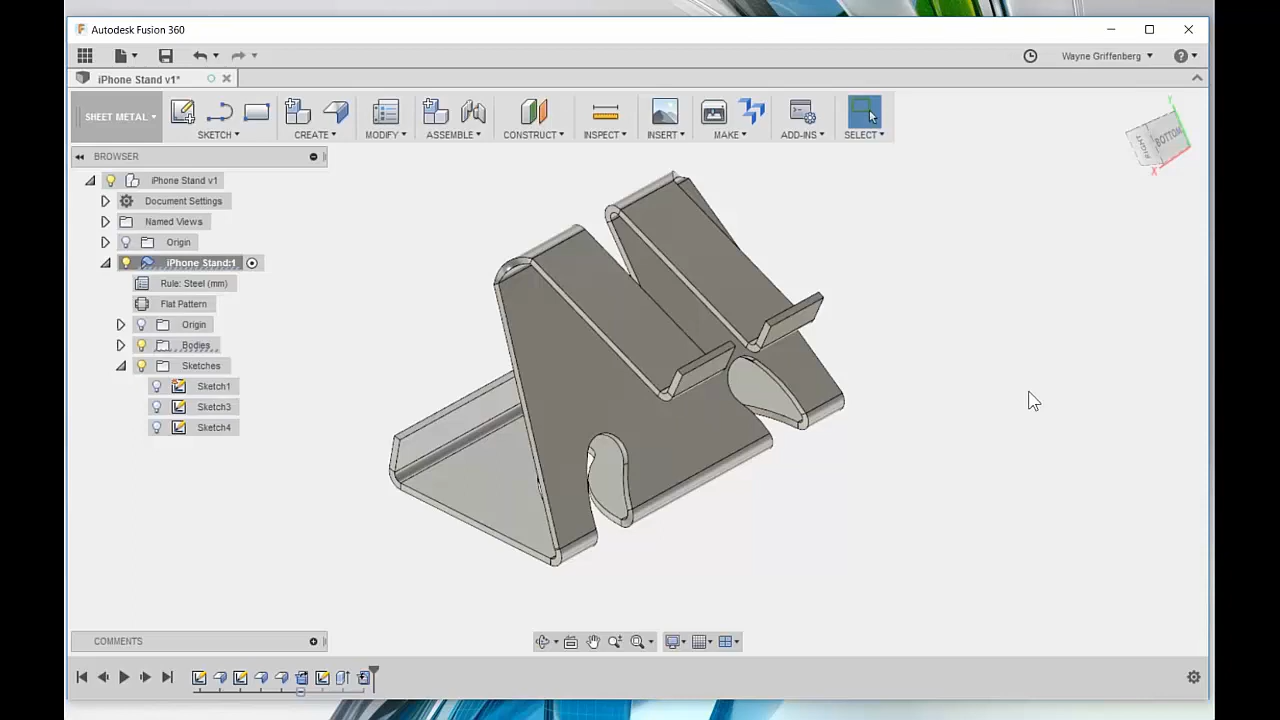 Autodesk Fusion 360
Wayne Griffenberg
iPhone Stand v1*
SHEET METAL
SKETCH
CREATE
MODIFY
ASSEMBLE
CONSTRUCT
INSPECT
INSERT
MAKE
ADD-INS
SELECT
RIGHT
BOTTOM
Y
X
BROWSER
iPhone Stand v1
Document Settings
Named Views
Origin
iPhone Stand:1
Rule: Steel (mm)
Flat Pattern
Origin
Bodies
Sketches
Sketch1
Sketch3
Sketch4
COMMENTS